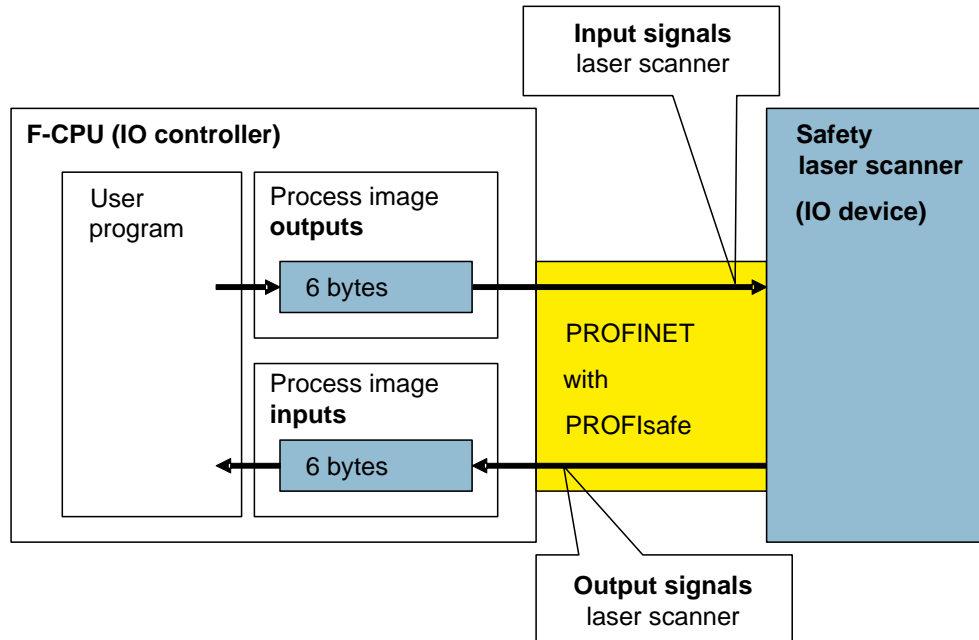 Input signals
laser scanner
F-CPU (IO controller)
User
program
Process image
outputs
6 bytes
Process image
inputs
6 bytes
PROFINET
with
PROFIsafe
Safety
laser scanner
(IO device)
Output signals
laser scanner